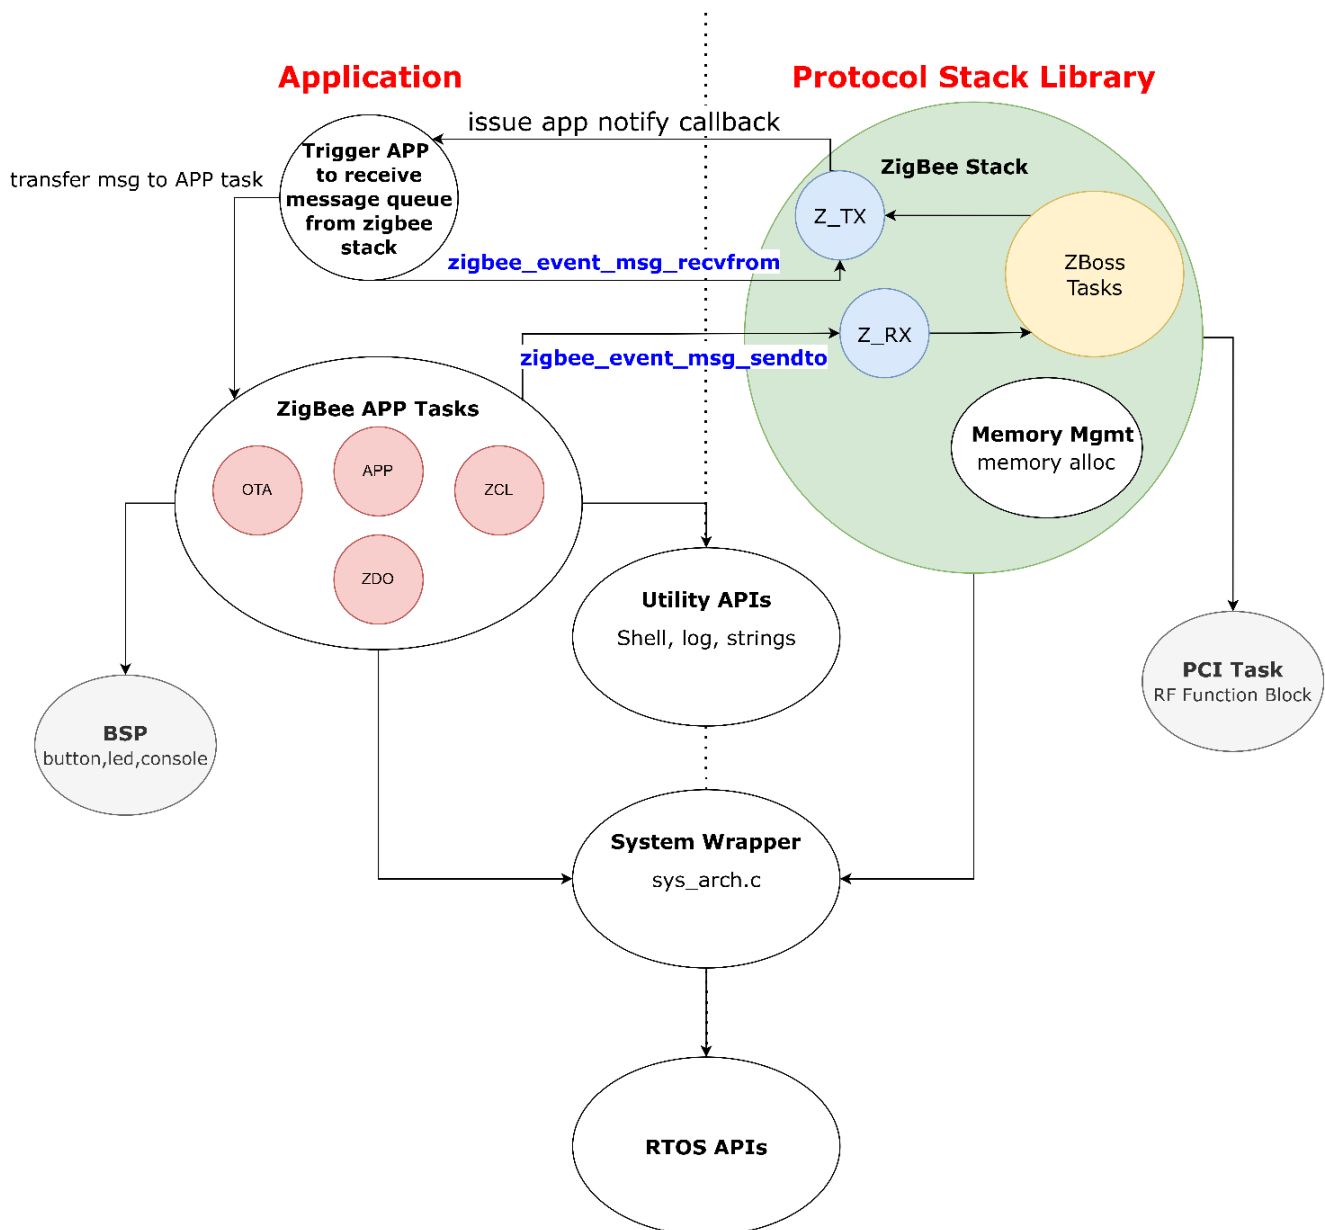 Application
Protocol Stack Library
issue app notify callback
Trigger APP
to receive
message queue
from zigbee
stack
transfer msg to APP task
ZigBee Stack
Z_TX
ZBoss
Tasks
zigbee_event_msg_recvfrom
Z_RX
zigbee_event_msg_sendto
ZigBee APP Tasks
OTA
APP
ZCL
ZDO
Memory Mgmt
memory alloc
Utility APIs
Shell, log, strings
PCI Task
RF Function Block
BSP
button,led,console
System Wrapper
sys_arch.c
RTOS APIs